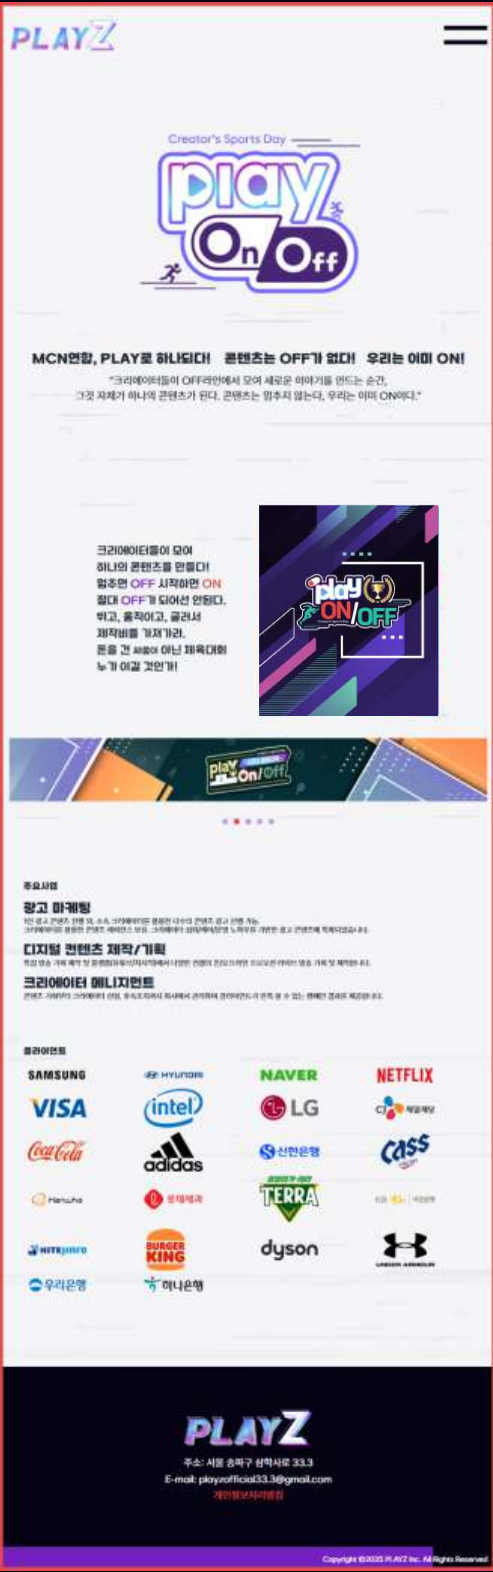 PLAYZ
Creator's Sports Day
play
On/Off
MCN연합, PLAY로 하나되다! 콘텐츠는 OFF가 없다! 우리는 이미 ON!
"크리에이터들이 OFF라인에서 모여 새로운 이야기를 만드는 순간,
그것 자체가 하나의 콘텐츠가 된다. 콘텐츠는 멈추지 않는다, 우리는 이미 ON이다."
크리에이터들이 모여
하나의 콘텐츠를 만들다!
멈추면 OFF 시작하면 ON
절대 OFF가 되어선 안된다.
뛰고, 움직이고, 굴러서
제작비를 가져가라.
돈을 건 싸움이 아닌 체육대회
누가 이길 것인가!
play
ON/OFF
play
On/Off
주요사업
광고 마케팅
디지털 컨텐츠 제작/기획
크리에이터 매니지먼트
클라이언트
SAMSUNG
HYUNDAI
NAVER
NETFLIX
VISA
intel
LG
CJ 제일제당
Coca-Cola
adidas
신한은행
CASS
Hanwha
롯데제과
TERRA
HITEJINRO
BURGER KING
dyson
UNDER ARMOUR
우리은행
하나은행
PLAYZ
주소: 서울 송파구 삼학사로 33.3
E-mail: playzofficial33.3@gmail.com
개인정보처리방침
Copyright ©2025 PLAYZ Inc. All Rights Reserved